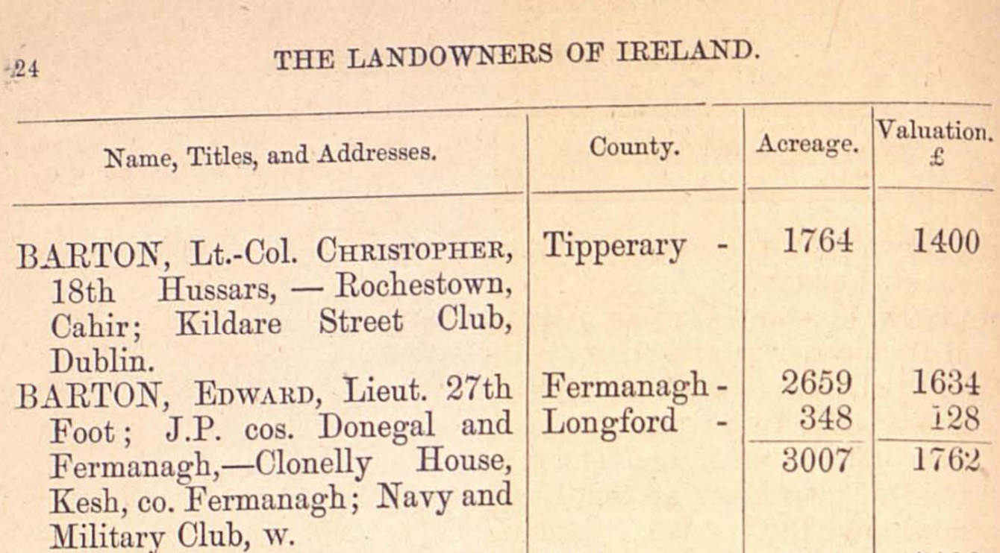 24
THE LANDOWNERS OF IRELAND.
Name, Titles, and Addresses. County. Acreage. Valuation. £
BARTON, Lt.-Col. CHRISTOPHER, Tipperary - 1764 1400
18th Hussars, — Rochestown,
Cahir; Kildare Street Club,
Dublin.
BARTON, EDWARD, Lieut. 27th Fermanagh - 2659 1634
Foot; J.P. cos. Donegal and Longford - 348 128
Fermanagh,—Clonelly House, 3007 1762
Kesh, co. Fermanagh; Navy and
Military Club, w.